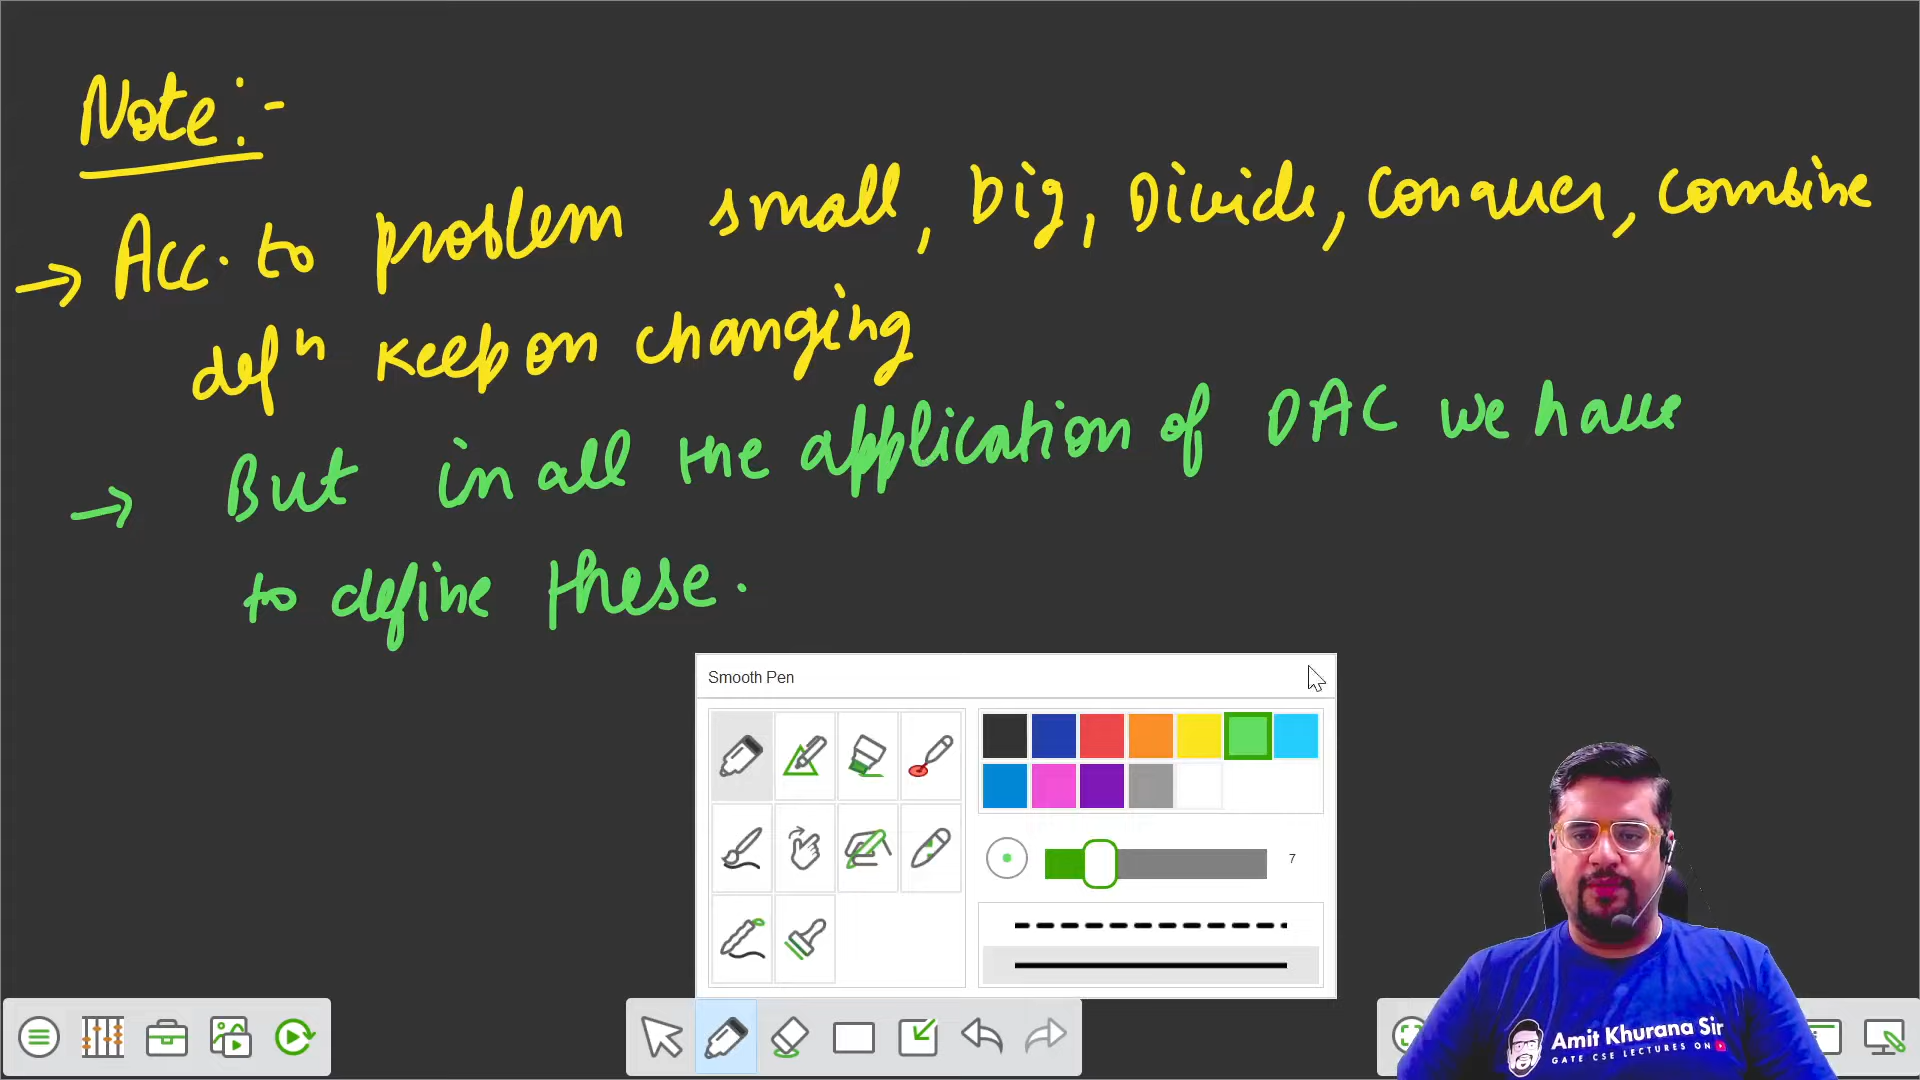 Note:-
→ Acc. to problem small, big, Divide, Conquer, Combine
defⁿ keep on changing
→ But in all the application of DAC we have
to define these.
Smooth Pen
7
Amit Khurana Sir
GATE CSE LECTURES ON